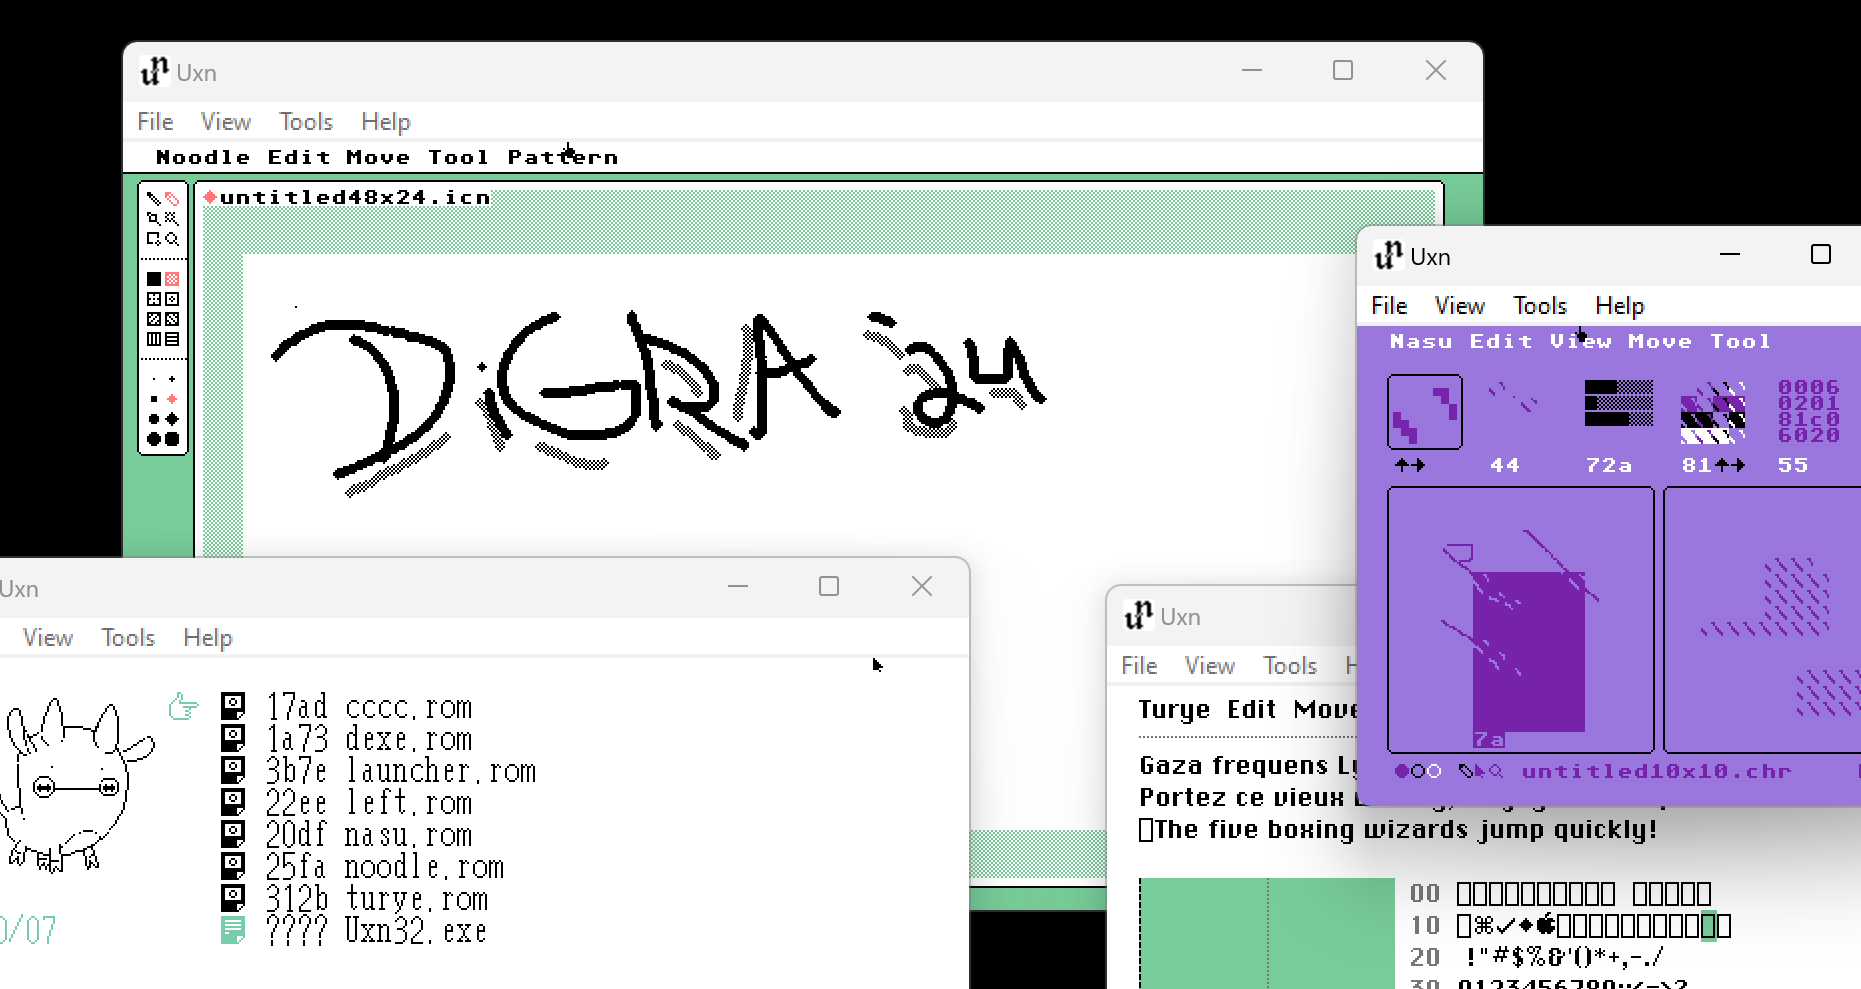 un Uxn
File View Tools Help
Noodle Edit Move Tool Pattern
untitled48x24.icn
DiGRA '24
un Uxn
File View Tools Help
Nasu Edit View Move Tool
0006
0201
81c0
6020
44 72a 81 55
7a
untitled10x10.chr
Uxn
View Tools Help
17ad cccc.rom
1a73 dexe.rom
3b7e launcher.rom
22ee left.rom
20df nasu.rom
25fa noodle.rom
312b turye.rom
???? Uxn32.exe
0/07
un Uxn
File View Tools
Turye Edit Move
Gaza frequens
Portez ce vieux
The five boxing wizards jump quickly!
00
10 ⌘✓◆
20 !"#$%&'()*+,-./
30